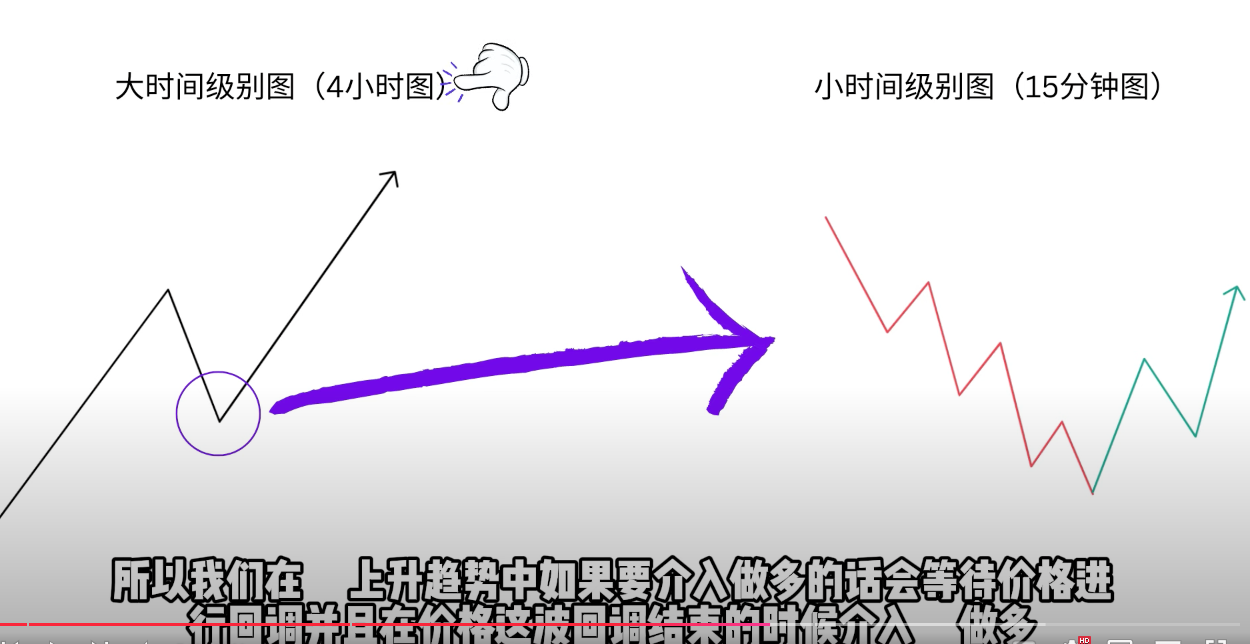 大时间级别图（4小时图）
小时间级别图（15分钟图）
所以我们在 上升趋势中如果要介入做多的话会等待价格进
行回调并且在价格这波回调结束的时候介入 做多
HD